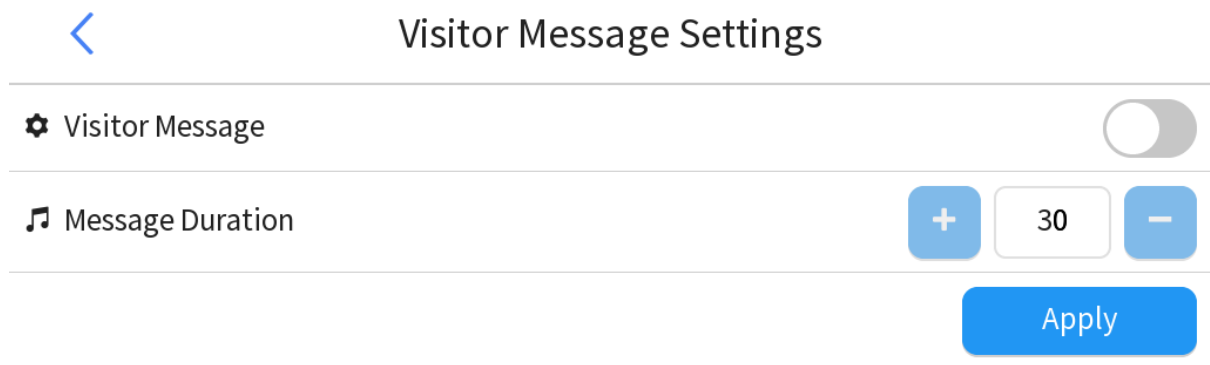 Visitor Message Settings
Visitor Message
Message Duration + 30 −
Apply